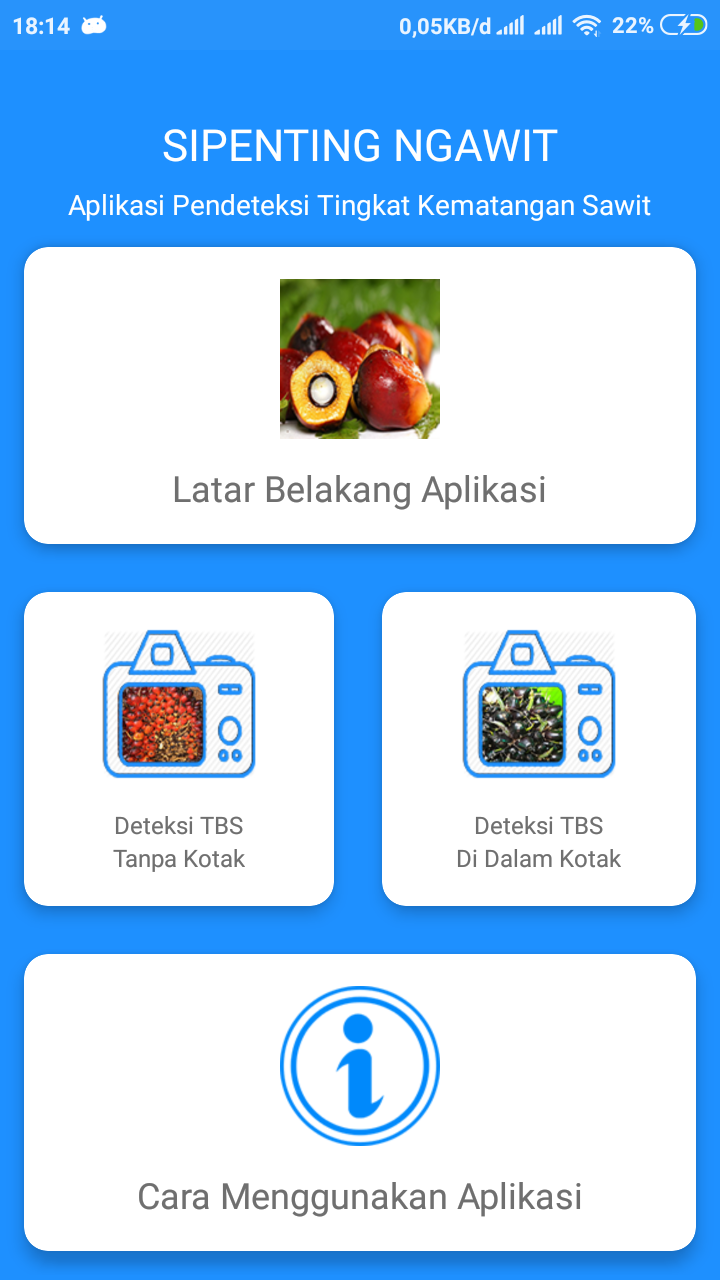 18:14
0,05KB/d
22%
SIPENTING NGAWIT
Aplikasi Pendeteksi Tingkat Kematangan Sawit
Latar Belakang Aplikasi
Deteksi TBS
Tanpa Kotak
Deteksi TBS
Di Dalam Kotak
Cara Menggunakan Aplikasi